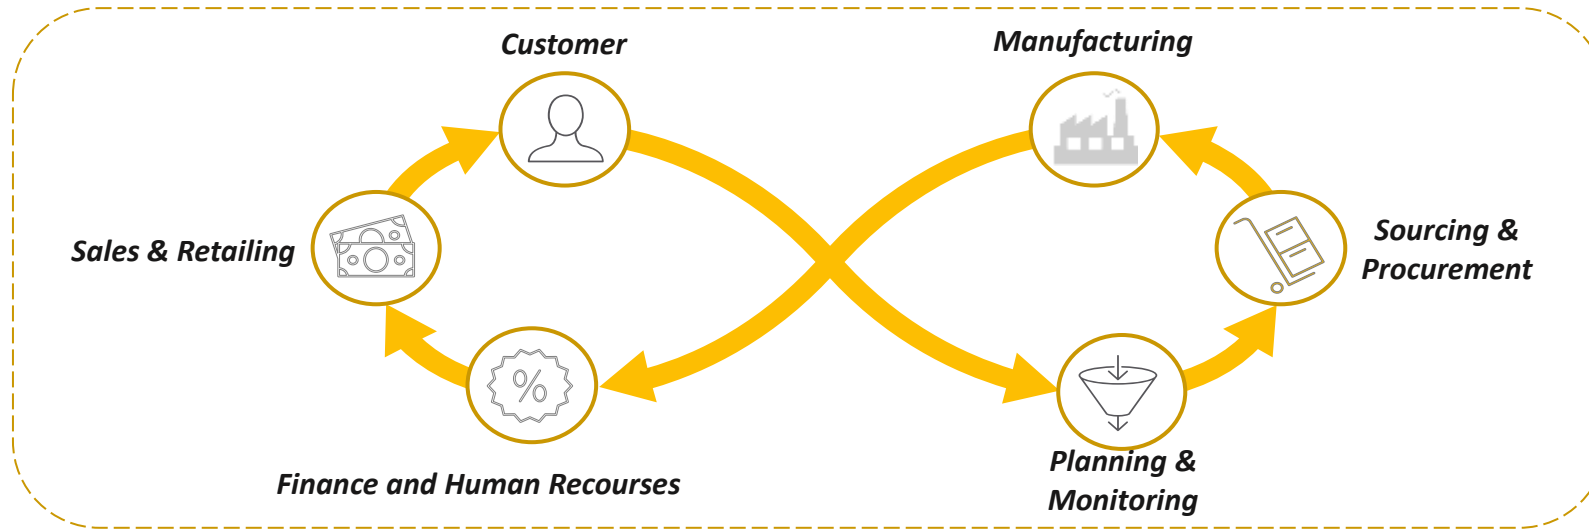 Customer
Manufacturing
Sales & Retailing
Sourcing &
Procurement
%
Finance and Human Recourses
Planning &
Monitoring